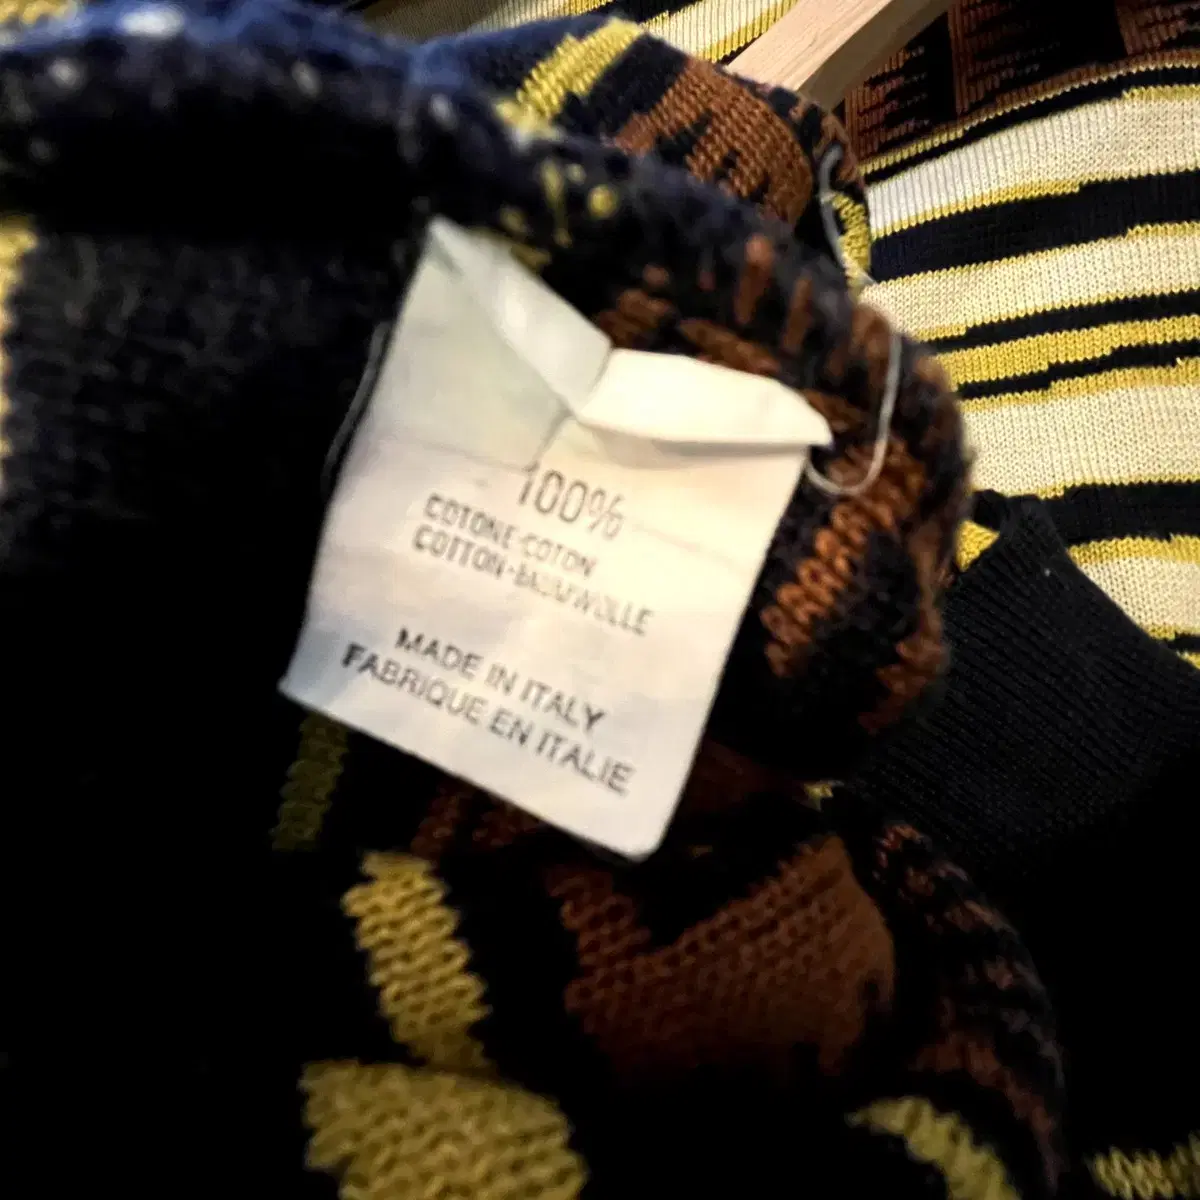 100%
COTONE-COTON
COTTON-BAUMWOLLE
MADE IN ITALY
FABRIQUE EN ITALIE